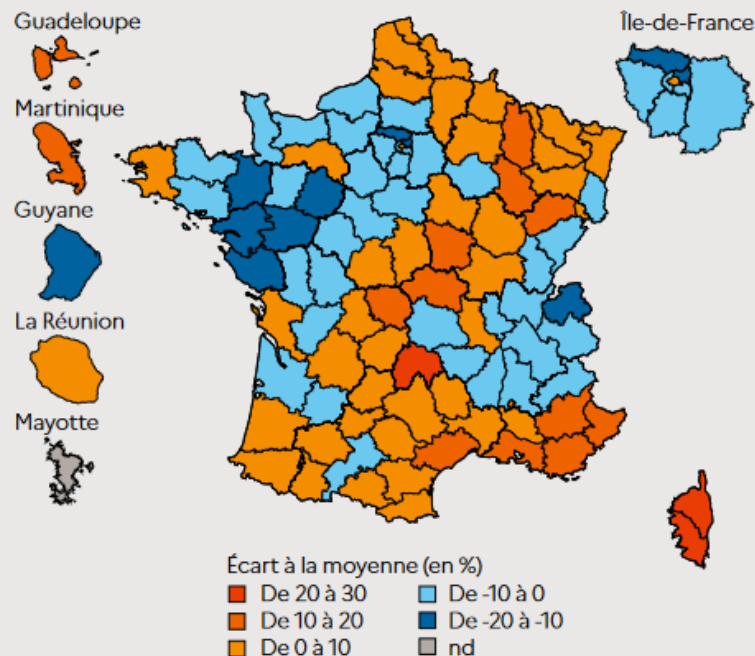 Guadeloupe
Île-de-France
Martinique
Guyane
La Réunion
Mayotte
Écart à la moyenne (en %)
De 20 à 30
De -10 à 0
De 10 à 20
De -20 à -10
De 0 à 10
nd